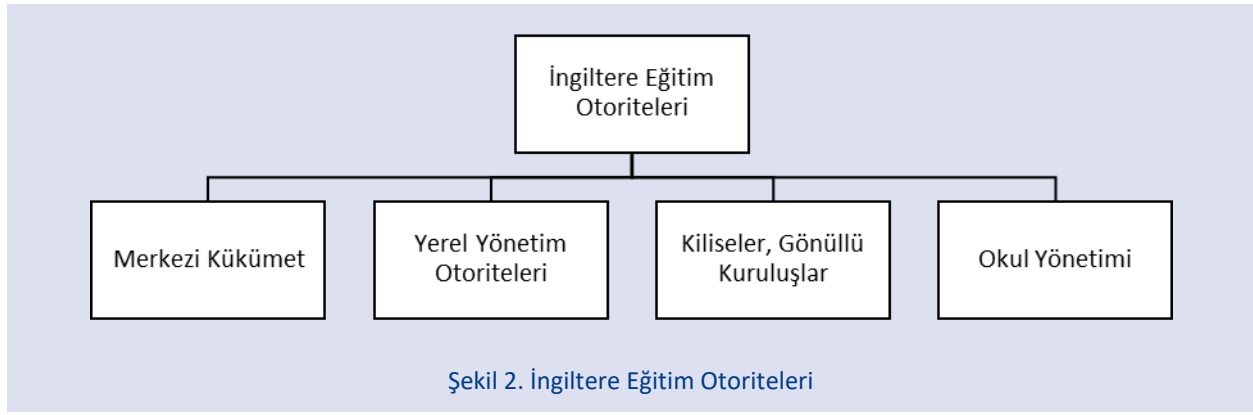 İngiltere Eğitim
Otoriteleri
Merkezi Kükümet
Yerel Yönetim
Otoriteleri
Kiliseler, Gönüllü
Kuruluşlar
Okul Yönetimi
Şekil 2. İngiltere Eğitim Otoriteleri